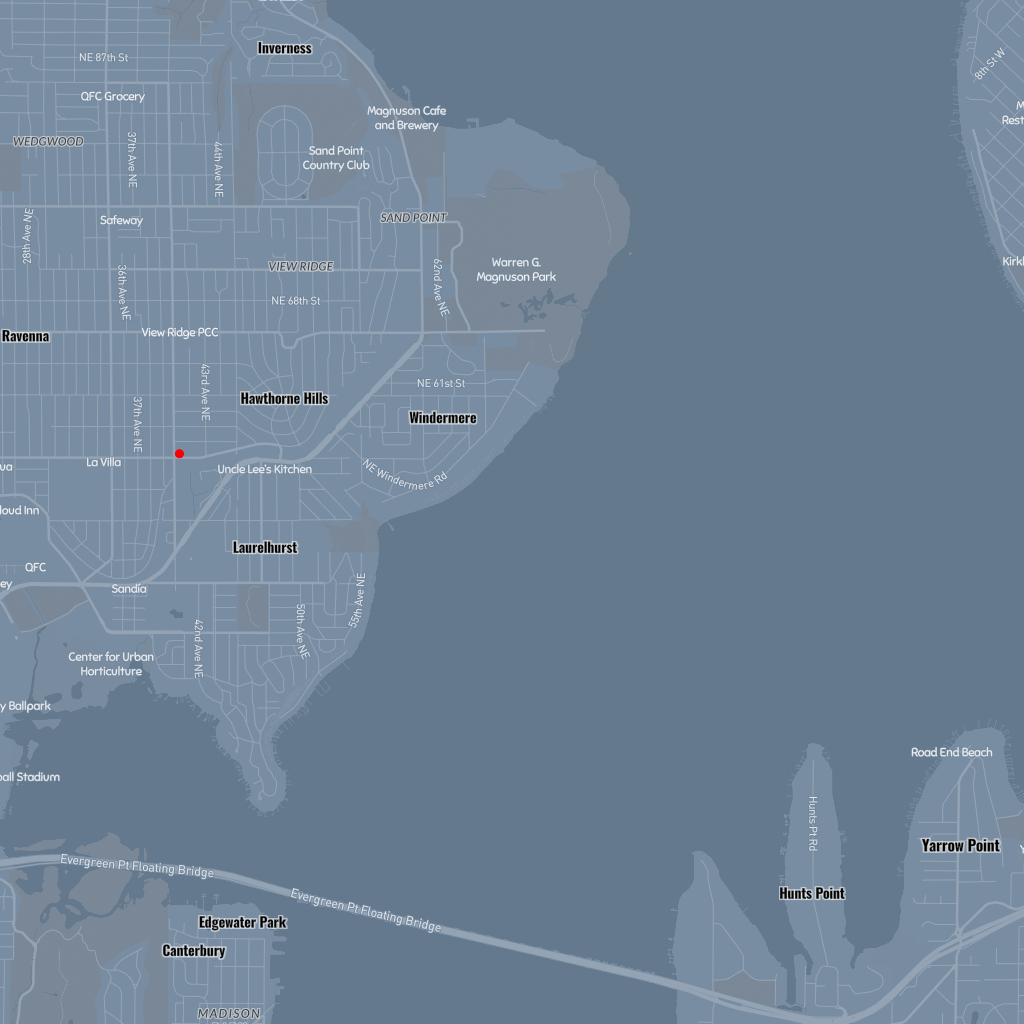 Inverness
NE 87th St
8th St W
QFC Grocery
Magnuson Cafe
and Brewery
WEDGWOOD
37th Ave NE
44th Ave NE
Sand Point
Country Club
Safeway
SAND POINT
28th Ave NE
VIEW RIDGE
Warren G.
Magnuson Park
36th Ave NE
62nd Ave NE
NE 68th St
Ravenna
View Ridge PCC
43rd Ave NE
NE 61st St
Hawthorne Hills
Windermere
37th Ave NE
La Villa
Uncle Lee's Kitchen
NE Windermere Rd
loud Inn
Laurelhurst
QFC
ey
Sandía
55th Ave NE
50th Ave NE
42nd Ave NE
Center for Urban
Horticulture
y Ballpark
Road End Beach
all Stadium
Hunts Pt Rd
Yarrow Point
Evergreen Pt Floating Bridge
Evergreen Pt Floating Bridge
Hunts Point
Edgewater Park
Canterbury
MADISON